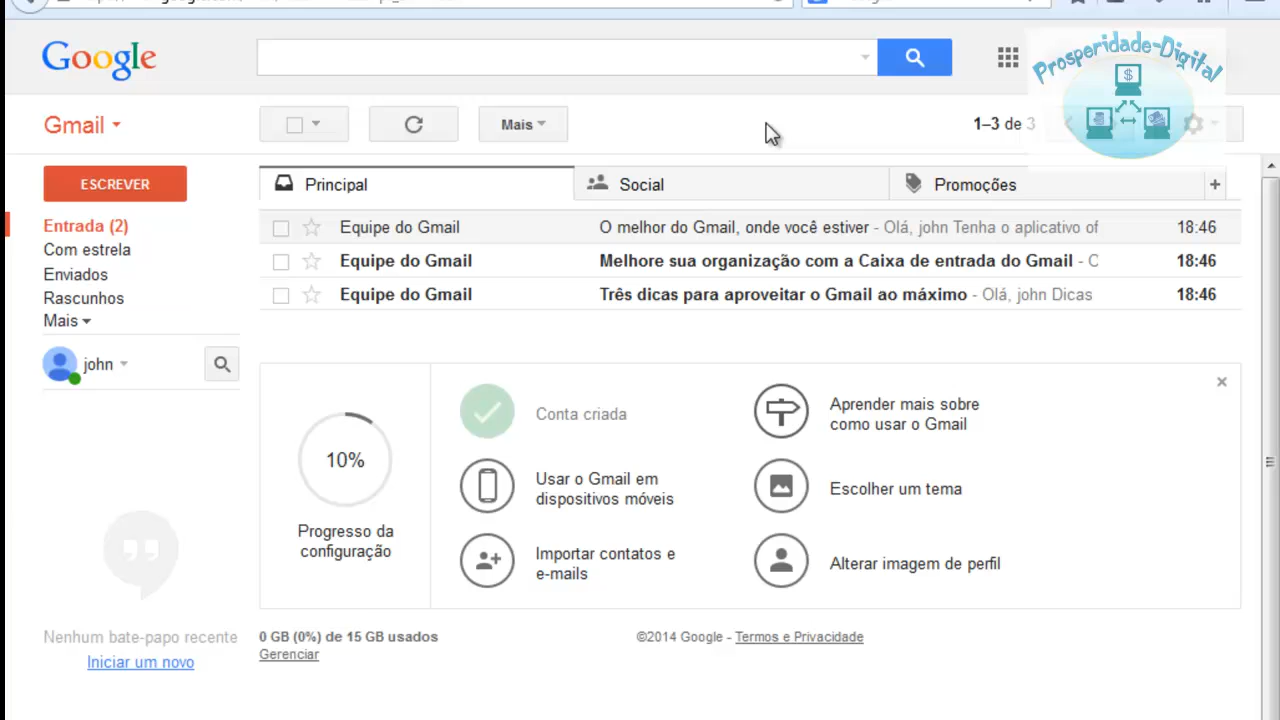 Google
Prosperidade-Digital
$
Gmail
Mais
1–3 de 3
ESCREVER
Principal
Social
Promoções
+
Entrada (2)
Com estrela
Enviados
Rascunhos
Mais
Equipe do Gmail O melhor do Gmail, onde você estiver - Olá, john Tenha o aplicativo of 18:46
Equipe do Gmail Melhore sua organização com a Caixa de entrada do Gmail - C 18:46
Equipe do Gmail Três dicas para aproveitar o Gmail ao máximo - Olá, john Dicas 18:46
john
10%
Progresso da
configuração
Conta criada
Usar o Gmail em
dispositivos móveis
Importar contatos e
e-mails
Aprender mais sobre
como usar o Gmail
Escolher um tema
Alterar imagem de perfil
Nenhum bate-papo recente
Iniciar um novo
0 GB (0%) de 15 GB usados
Gerenciar
©2014 Google - Termos e Privacidade